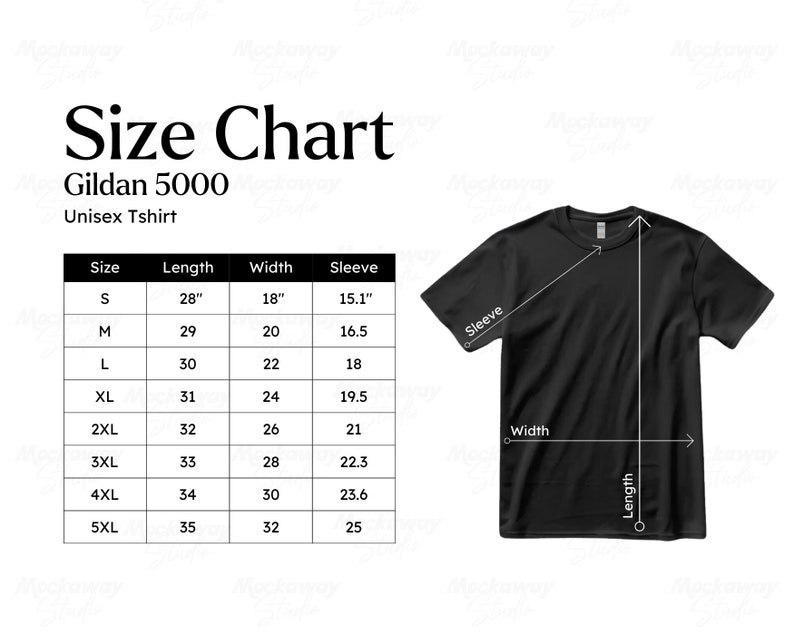 Size Chart
Gildan 5000
Unisex Tshirt
Size Length Width Sleeve
S 28" 18" 15.1"
M 29 20 16.5
L 30 22 18
XL 31 24 19.5
2XL 32 26 21
3XL 33 28 22.3
4XL 34 30 23.6
5XL 35 32 25
Sleeve
Width
Length
Mockaway
Studio